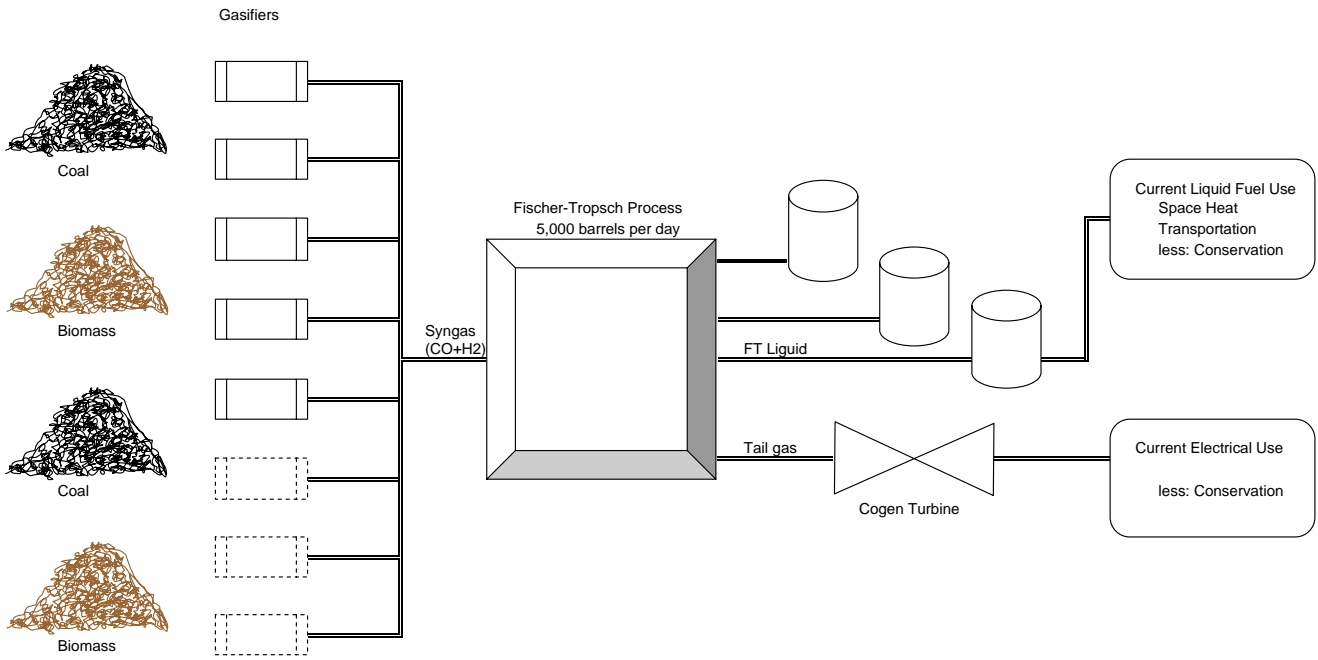 Gasifiers
Coal
Biomass
Coal
Biomass
Syngas
(CO+H2)
Fischer-Tropsch Process
5,000 barrels per day
FT Liguid
Tail gas
Cogen Turbine
Current Liquid Fuel Use
Space Heat
Transportation
less: Conservation
Current Electrical Use
less: Conservation